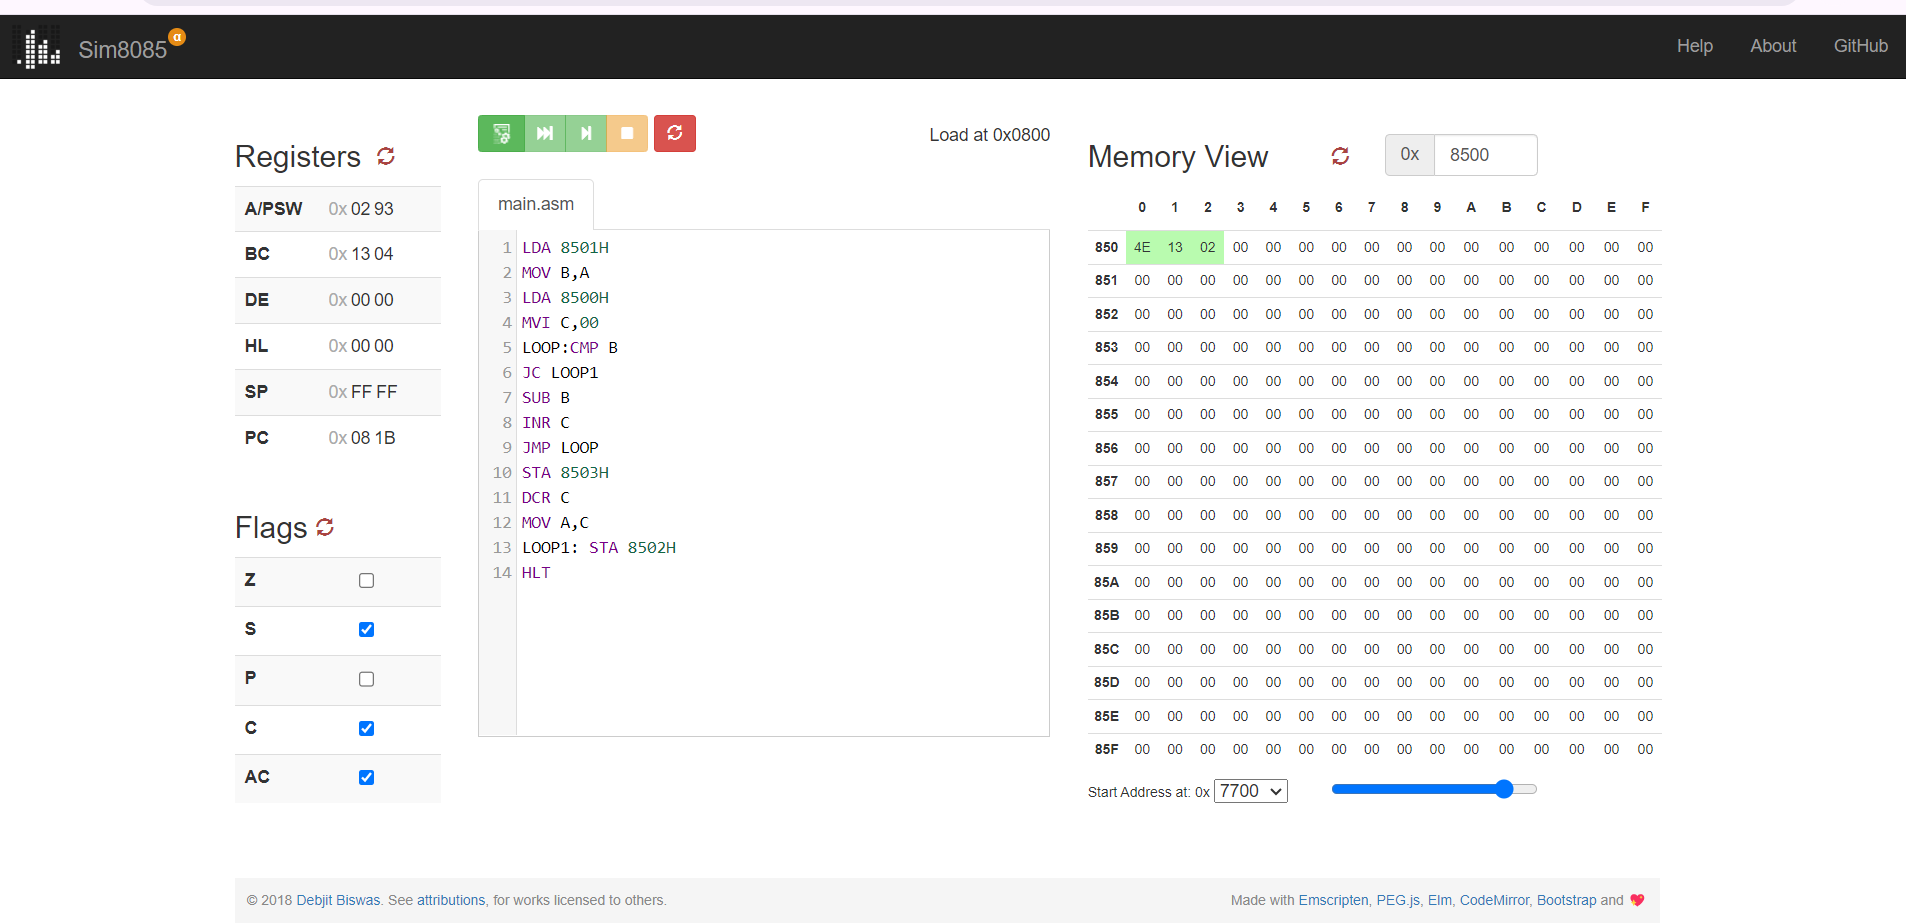 Sim8085 α
Help About GitHub
Load at 0x0800
Registers
A/PSW 0x 02 93
BC 0x 13 04
DE 0x 00 00
HL 0x 00 00
SP 0x FF FF
PC 0x 08 1B
Flags
Z
S
P
C
AC
main.asm
1 LDA 8501H
2 MOV B,A
3 LDA 8500H
4 MVI C,00
5 LOOP:CMP B
6 JC LOOP1
7 SUB B
8 INR C
9 JMP LOOP
10 STA 8503H
11 DCR C
12 MOV A,C
13 LOOP1: STA 8502H
14 HLT
Memory View 0x 8500
0 1 2 3 4 5 6 7 8 9 A B C D E F
850 4E 13 02 00 00 00 00 00 00 00 00 00 00 00 00 00
851 00 00 00 00 00 00 00 00 00 00 00 00 00 00 00 00
852 00 00 00 00 00 00 00 00 00 00 00 00 00 00 00 00
853 00 00 00 00 00 00 00 00 00 00 00 00 00 00 00 00
854 00 00 00 00 00 00 00 00 00 00 00 00 00 00 00 00
855 00 00 00 00 00 00 00 00 00 00 00 00 00 00 00 00
856 00 00 00 00 00 00 00 00 00 00 00 00 00 00 00 00
857 00 00 00 00 00 00 00 00 00 00 00 00 00 00 00 00
858 00 00 00 00 00 00 00 00 00 00 00 00 00 00 00 00
859 00 00 00 00 00 00 00 00 00 00 00 00 00 00 00 00
85A 00 00 00 00 00 00 00 00 00 00 00 00 00 00 00 00
85B 00 00 00 00 00 00 00 00 00 00 00 00 00 00 00 00
85C 00 00 00 00 00 00 00 00 00 00 00 00 00 00 00 00
85D 00 00 00 00 00 00 00 00 00 00 00 00 00 00 00 00
85E 00 00 00 00 00 00 00 00 00 00 00 00 00 00 00 00
85F 00 00 00 00 00 00 00 00 00 00 00 00 00 00 00 00
Start Address at: 0x 7700
© 2018 Debjit Biswas. See attributions, for works licensed to others.
Made with Emscripten, PEG.js, Elm, CodeMirror, Bootstrap and 💖